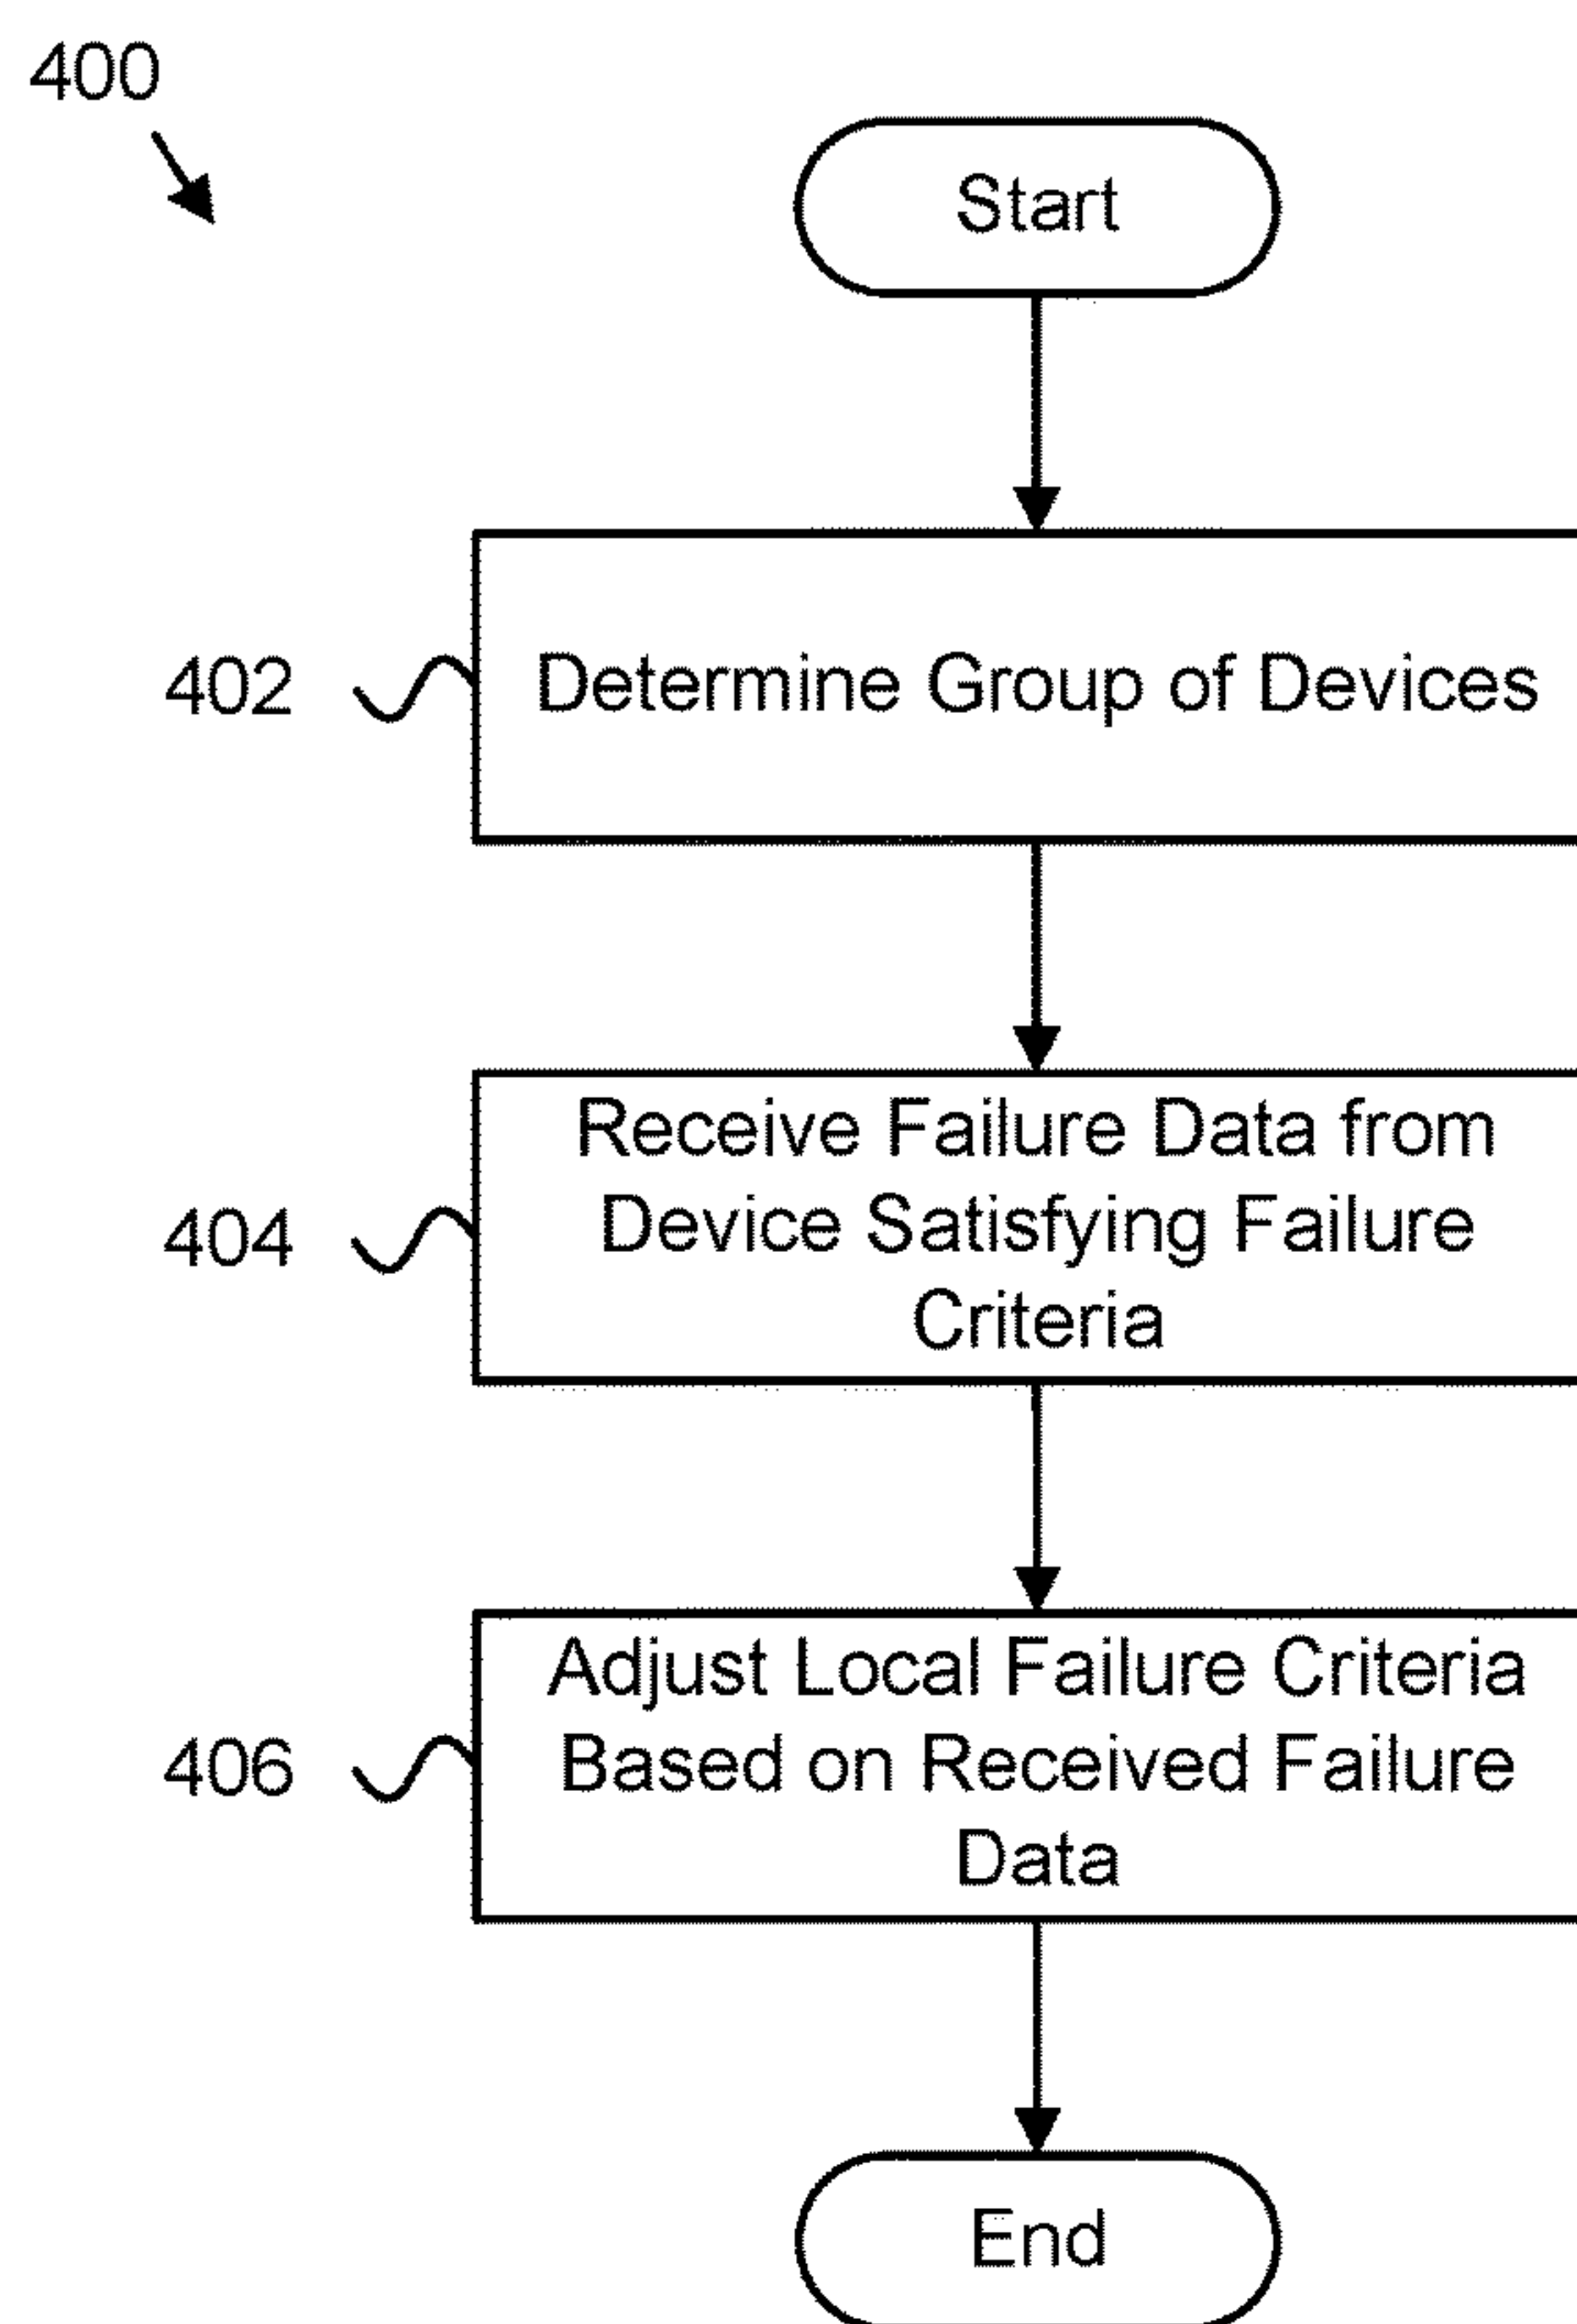 400
Start
402
Determine Group of Devices
404
Receive Failure Data from
Device Satisfying Failure
Criteria
406
Adjust Local Failure Criteria
Based on Received Failure
Data
End